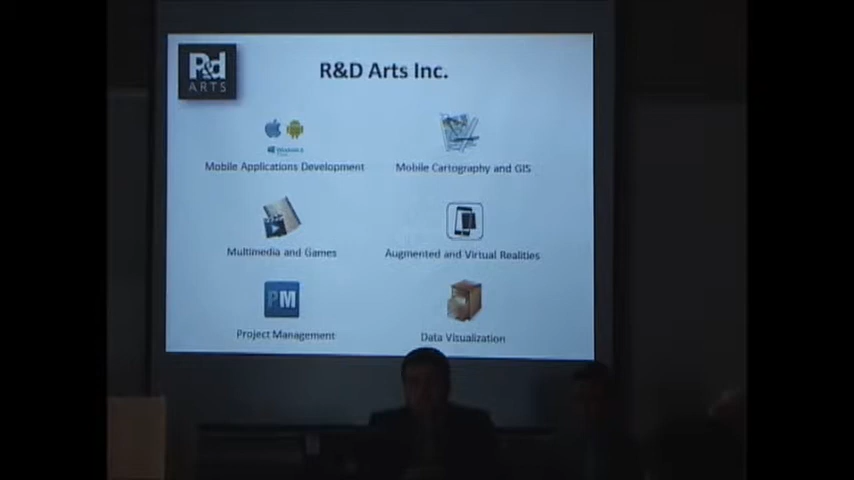 R&d
ARTS
R&D Arts Inc.
Mobile Applications Development
Mobile Cartography and GIS
Multimedia and Games
Augmented and Virtual Realities
PM
Project Management
Data Visualization